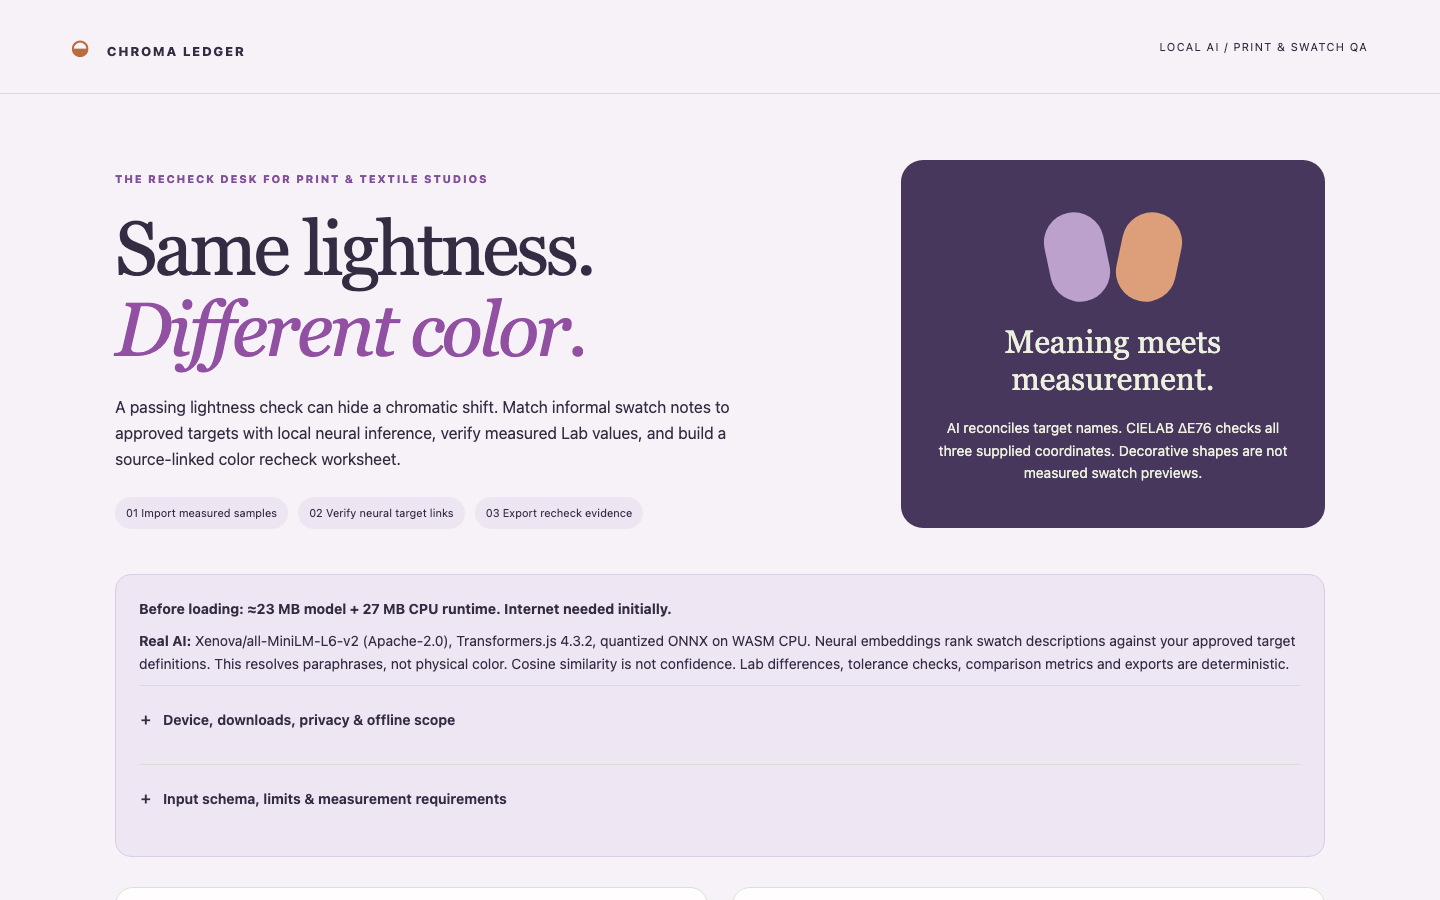 CHROMA LEDGER
LOCAL AI / PRINT & SWATCH QA
THE RECHECK DESK FOR PRINT & TEXTILE STUDIOS
Same lightness.
Different color.
A passing lightness check can hide a chromatic shift. Match informal swatch notes to
approved targets with local neural inference, verify measured Lab values, and build a
source-linked color recheck worksheet.
01 Import measured samples
02 Verify neural target links
03 Export recheck evidence
Meaning meets
measurement.
AI reconciles target names. CIELAB ΔE76 checks all
three supplied coordinates. Decorative shapes are not
measured swatch previews.
Before loading: ≈23 MB model + 27 MB CPU runtime. Internet needed initially.
Real AI: Xenova/all-MiniLM-L6-v2 (Apache-2.0), Transformers.js 4.3.2, quantized ONNX on WASM CPU. Neural embeddings rank swatch descriptions against your approved target
definitions. This resolves paraphrases, not physical color. Cosine similarity is not confidence. Lab differences, tolerance checks, comparison metrics and exports are deterministic.
+ Device, downloads, privacy & offline scope
+ Input schema, limits & measurement requirements